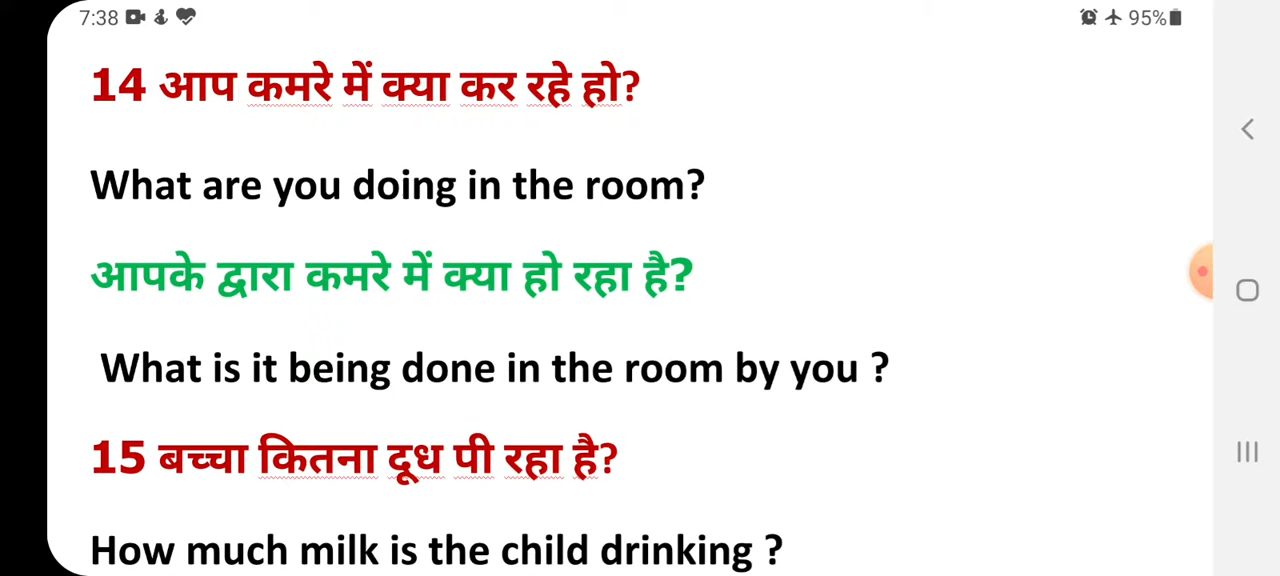 7:38 95%
14 आप कमरे में क्या कर रहे हो?
What are you doing in the room?
आपके द्वारा कमरे में क्या हो रहा है?
What is it being done in the room by you ?
15 बच्चा कितना दूध पी रहा है?
How much milk is the child drinking ?